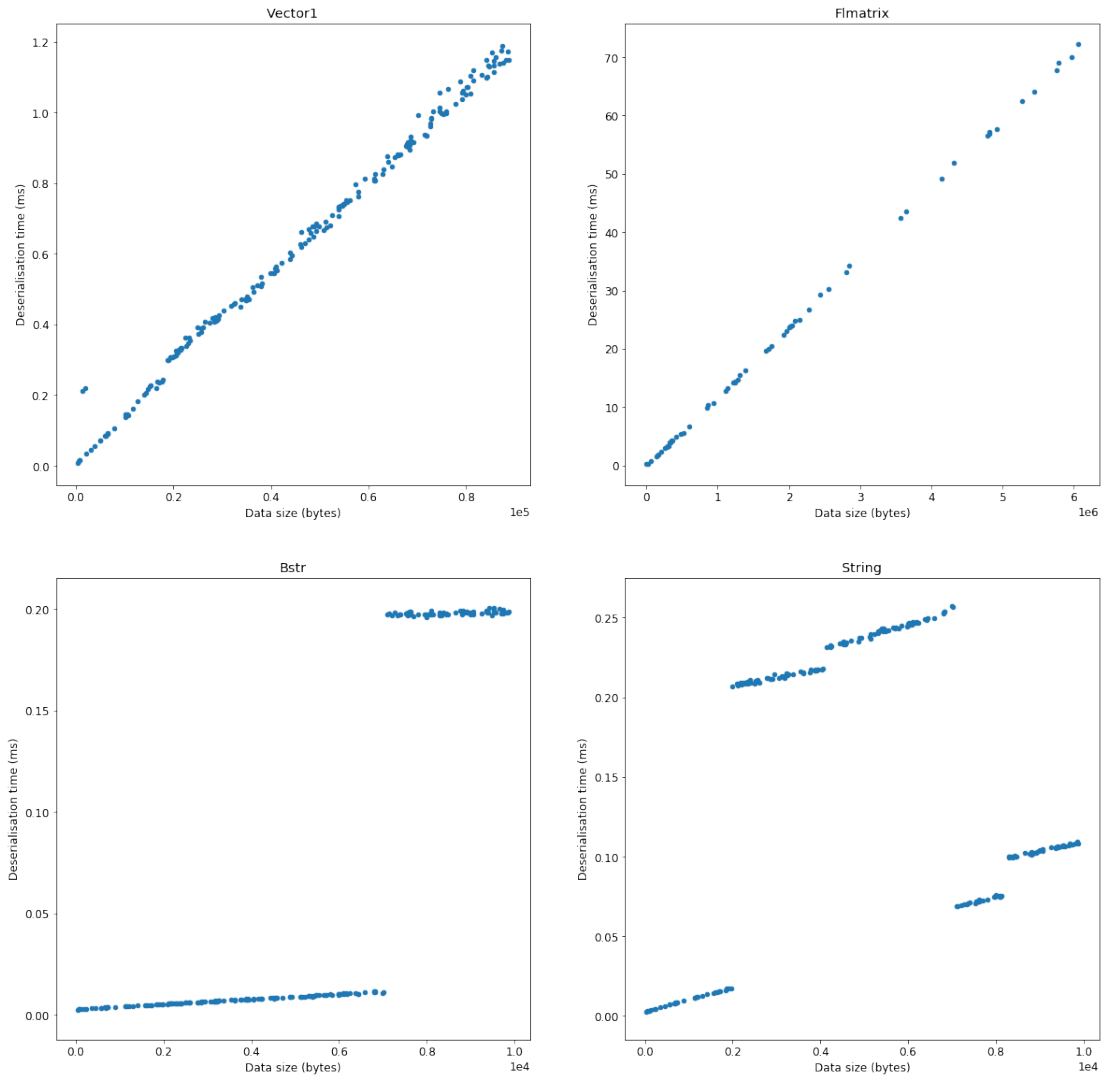 Vector1
Deserialisation time (ms)
1.2
1.0
0.8
0.6
0.4
0.2
0.0
0.0 0.2 0.4 0.6 0.8
Data size (bytes)
1e5
Flmatrix
Deserialisation time (ms)
70
60
50
40
30
20
10
0
0 1 2 3 4 5 6
Data size (bytes)
1e6
Bstr
Deserialisation time (ms)
0.20
0.15
0.10
0.05
0.00
0.0 0.2 0.4 0.6 0.8 1.0
Data size (bytes)
1e4
String
Deserialisation time (ms)
0.25
0.20
0.15
0.10
0.05
0.00
0.0 0.2 0.4 0.6 0.8 1.0
Data size (bytes)
1e4